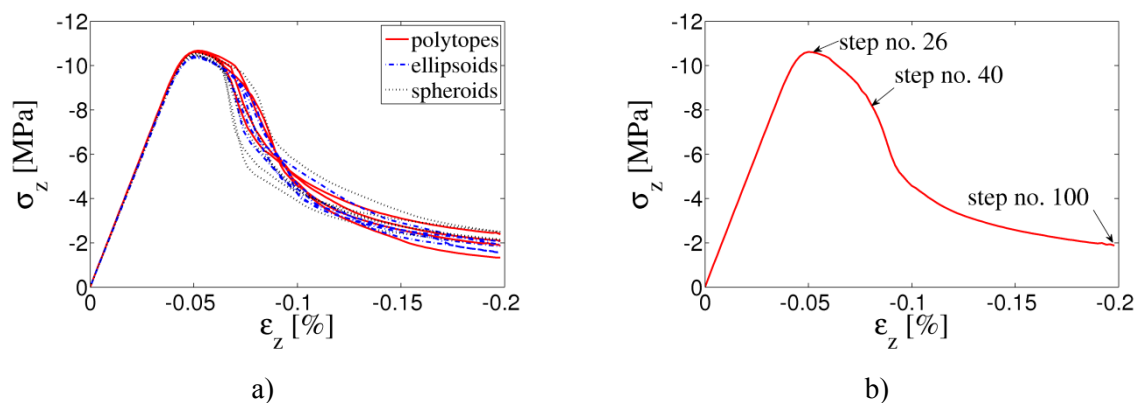 -12
-10
-8
-6
-4
-2
0
σz [MPa]
polytopes
ellipsoids
spheroids
0 -0.05 -0.1 -0.15 -0.2
εz [%]
a)
-12
-10
-8
-6
-4
-2
0
σz [MPa]
step no. 26
step no. 40
step no. 100
0 -0.05 -0.1 -0.15 -0.2
εz [%]
b)